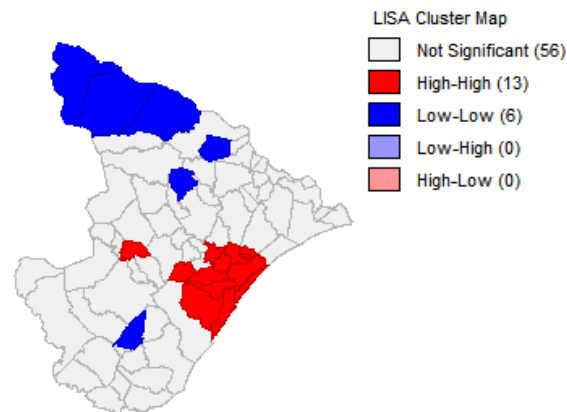 LISA Cluster Map
Not Significant (56)
High-High (13)
Low-Low (6)
Low-High (0)
High-Low (0)